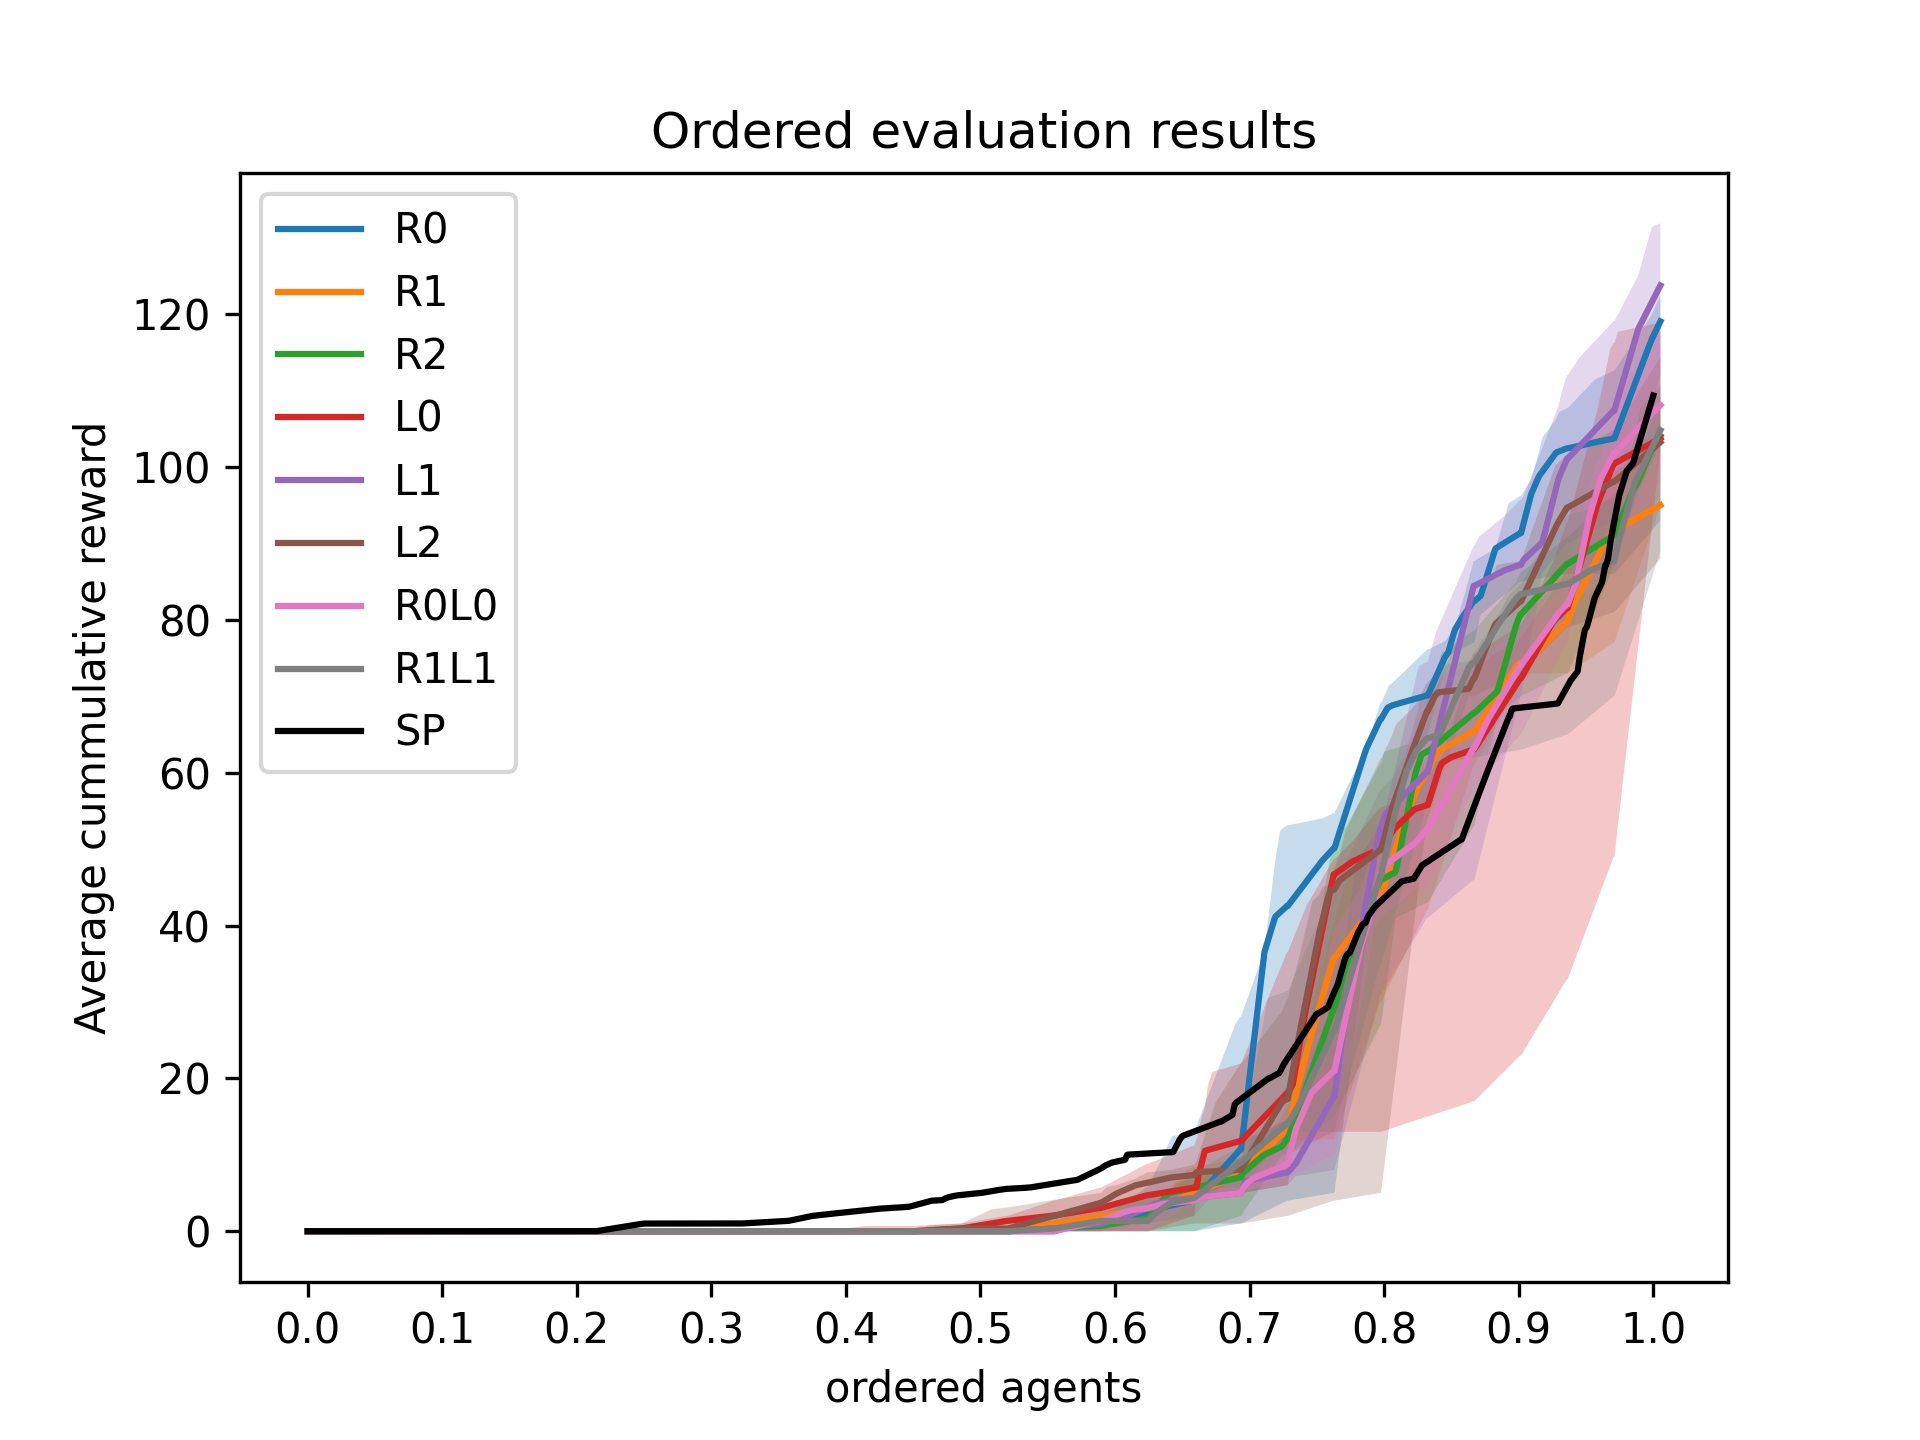 Ordered evaluation results
R0
R1
R2
L0
L1
L2
R0L0
R1L1
SP
Average cummulative reward
120
100
80
60
40
20
0
0.0 0.1 0.2 0.3 0.4 0.5 0.6 0.7 0.8 0.9 1.0
ordered agents